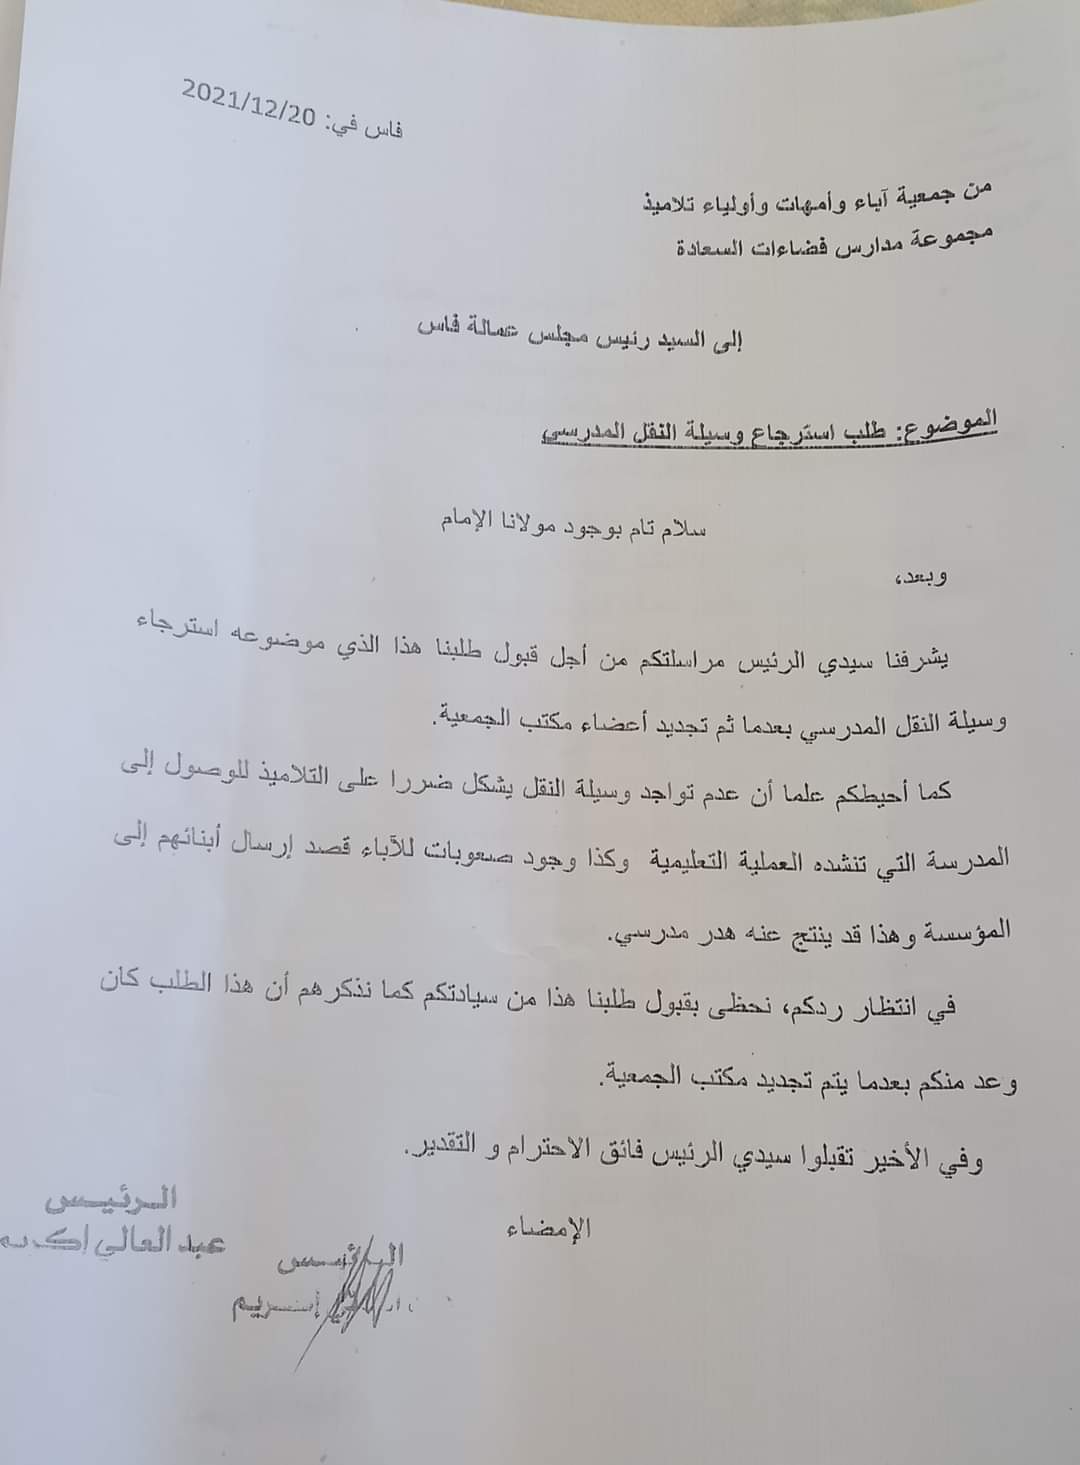 فاس في: 2021/12/20
من جمعية آباء وأمهات وأولياء تلاميذ
مجموعة مدارس فضاءات السعادة
إلى السيد رئيس مجلس عمالة فاس
الموضوع: طلب استرجاع وسيلة النقل المدرسي
سلام تام بوجود مولانا الإمام
وبعد،
يشرفنا سيدي الرئيس مراسلتكم من أجل قبول طلبنا هذا الذي موضوعه استرجاء
وسيلة النقل المدرسي بعدما ثم تجديد أعضاء مكتب الجمعية.
كما أحيطكم علما أن عدم تواجد وسيلة النقل يشكل ضررا على التلاميذ للوصول إلى
المدرسة التي تنشده العملية التعليمية وكذا وجود صعوبات للآباء قصد إرسال أبنائهم إلى
المؤسسة وهذا قد ينتج عنه هدر مدرسي.
في انتظار ردكم، نحظى بقبول طلبنا هذا من سيادتكم كما نذكرهم أن هذا الطلب كان
وعد منكم بعدما يتم تجديد مكتب الجمعية.
وفي الأخير تقبلوا سيدي الرئيس فائق الاحترام و التقدير.
الإمضاء
الرئيس
عبد العالي
الرئيس